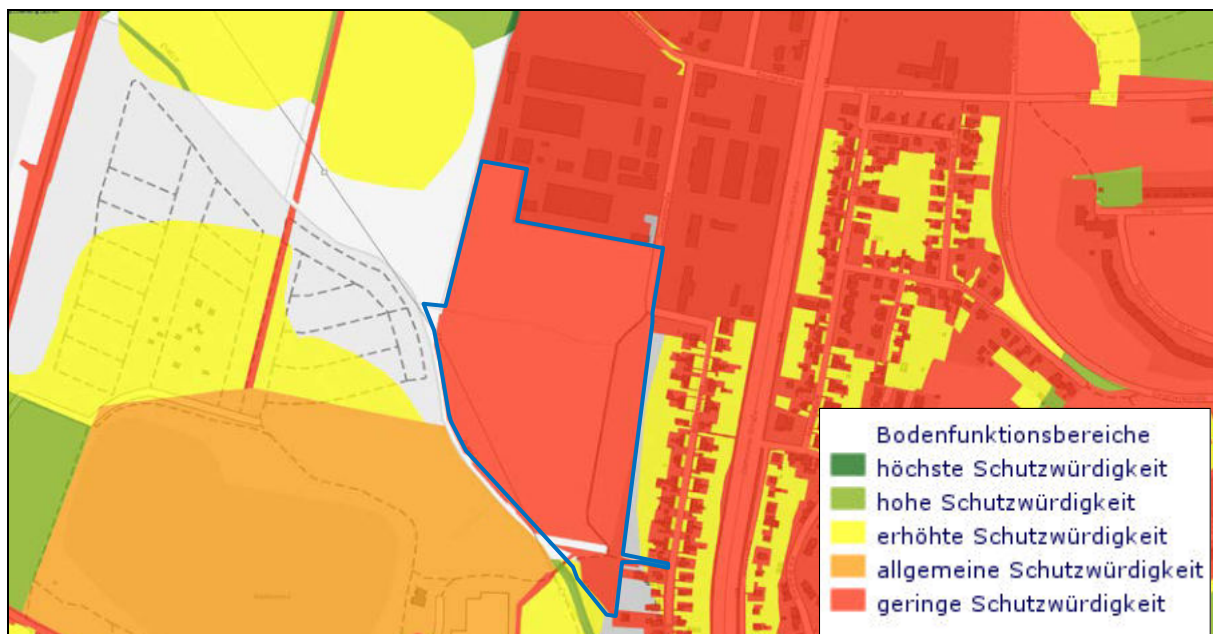 Bodenfunktionsbereiche
höchste Schutzwürdigkeit
hohe Schutzwürdigkeit
erhöhte Schutzwürdigkeit
allgemeine Schutzwürdigkeit
geringe Schutzwürdigkeit